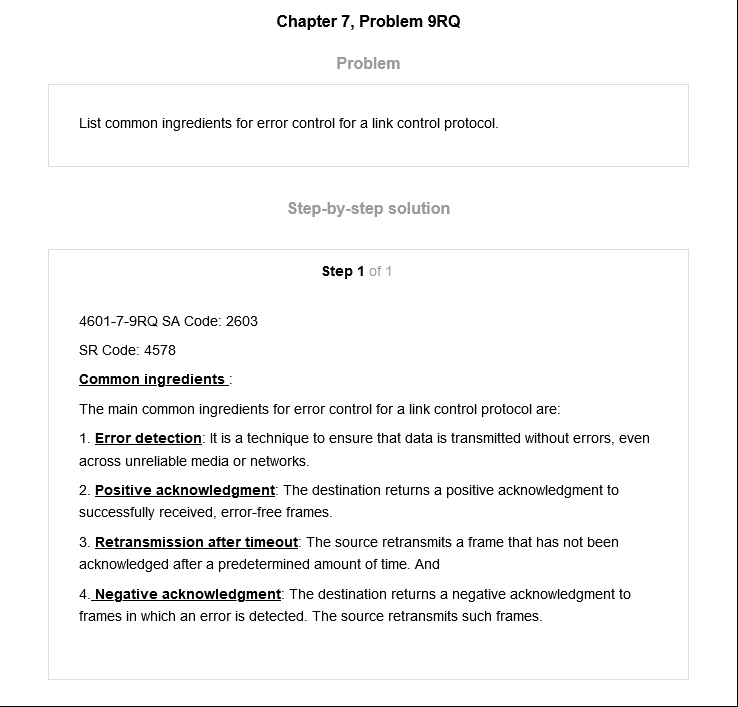 Chapter 7, Problem 9RQ
Problem
List common ingredients for error control for a link control protocol.
Step-by-step solution
Step 1 of 1
4601-7-9RQ SA Code: 2603
SR Code: 4578
Common ingredients :
The main common ingredients for error control for a link control protocol are:
1. Error detection: It is a technique to ensure that data is transmitted without errors, even
across unreliable media or networks.
2. Positive acknowledgment: The destination returns a positive acknowledgment to
successfully received, error-free frames.
3. Retransmission after timeout: The source retransmits a frame that has not been
acknowledged after a predetermined amount of time. And
4. Negative acknowledgment: The destination returns a negative acknowledgment to
frames in which an error is detected. The source retransmits such frames.